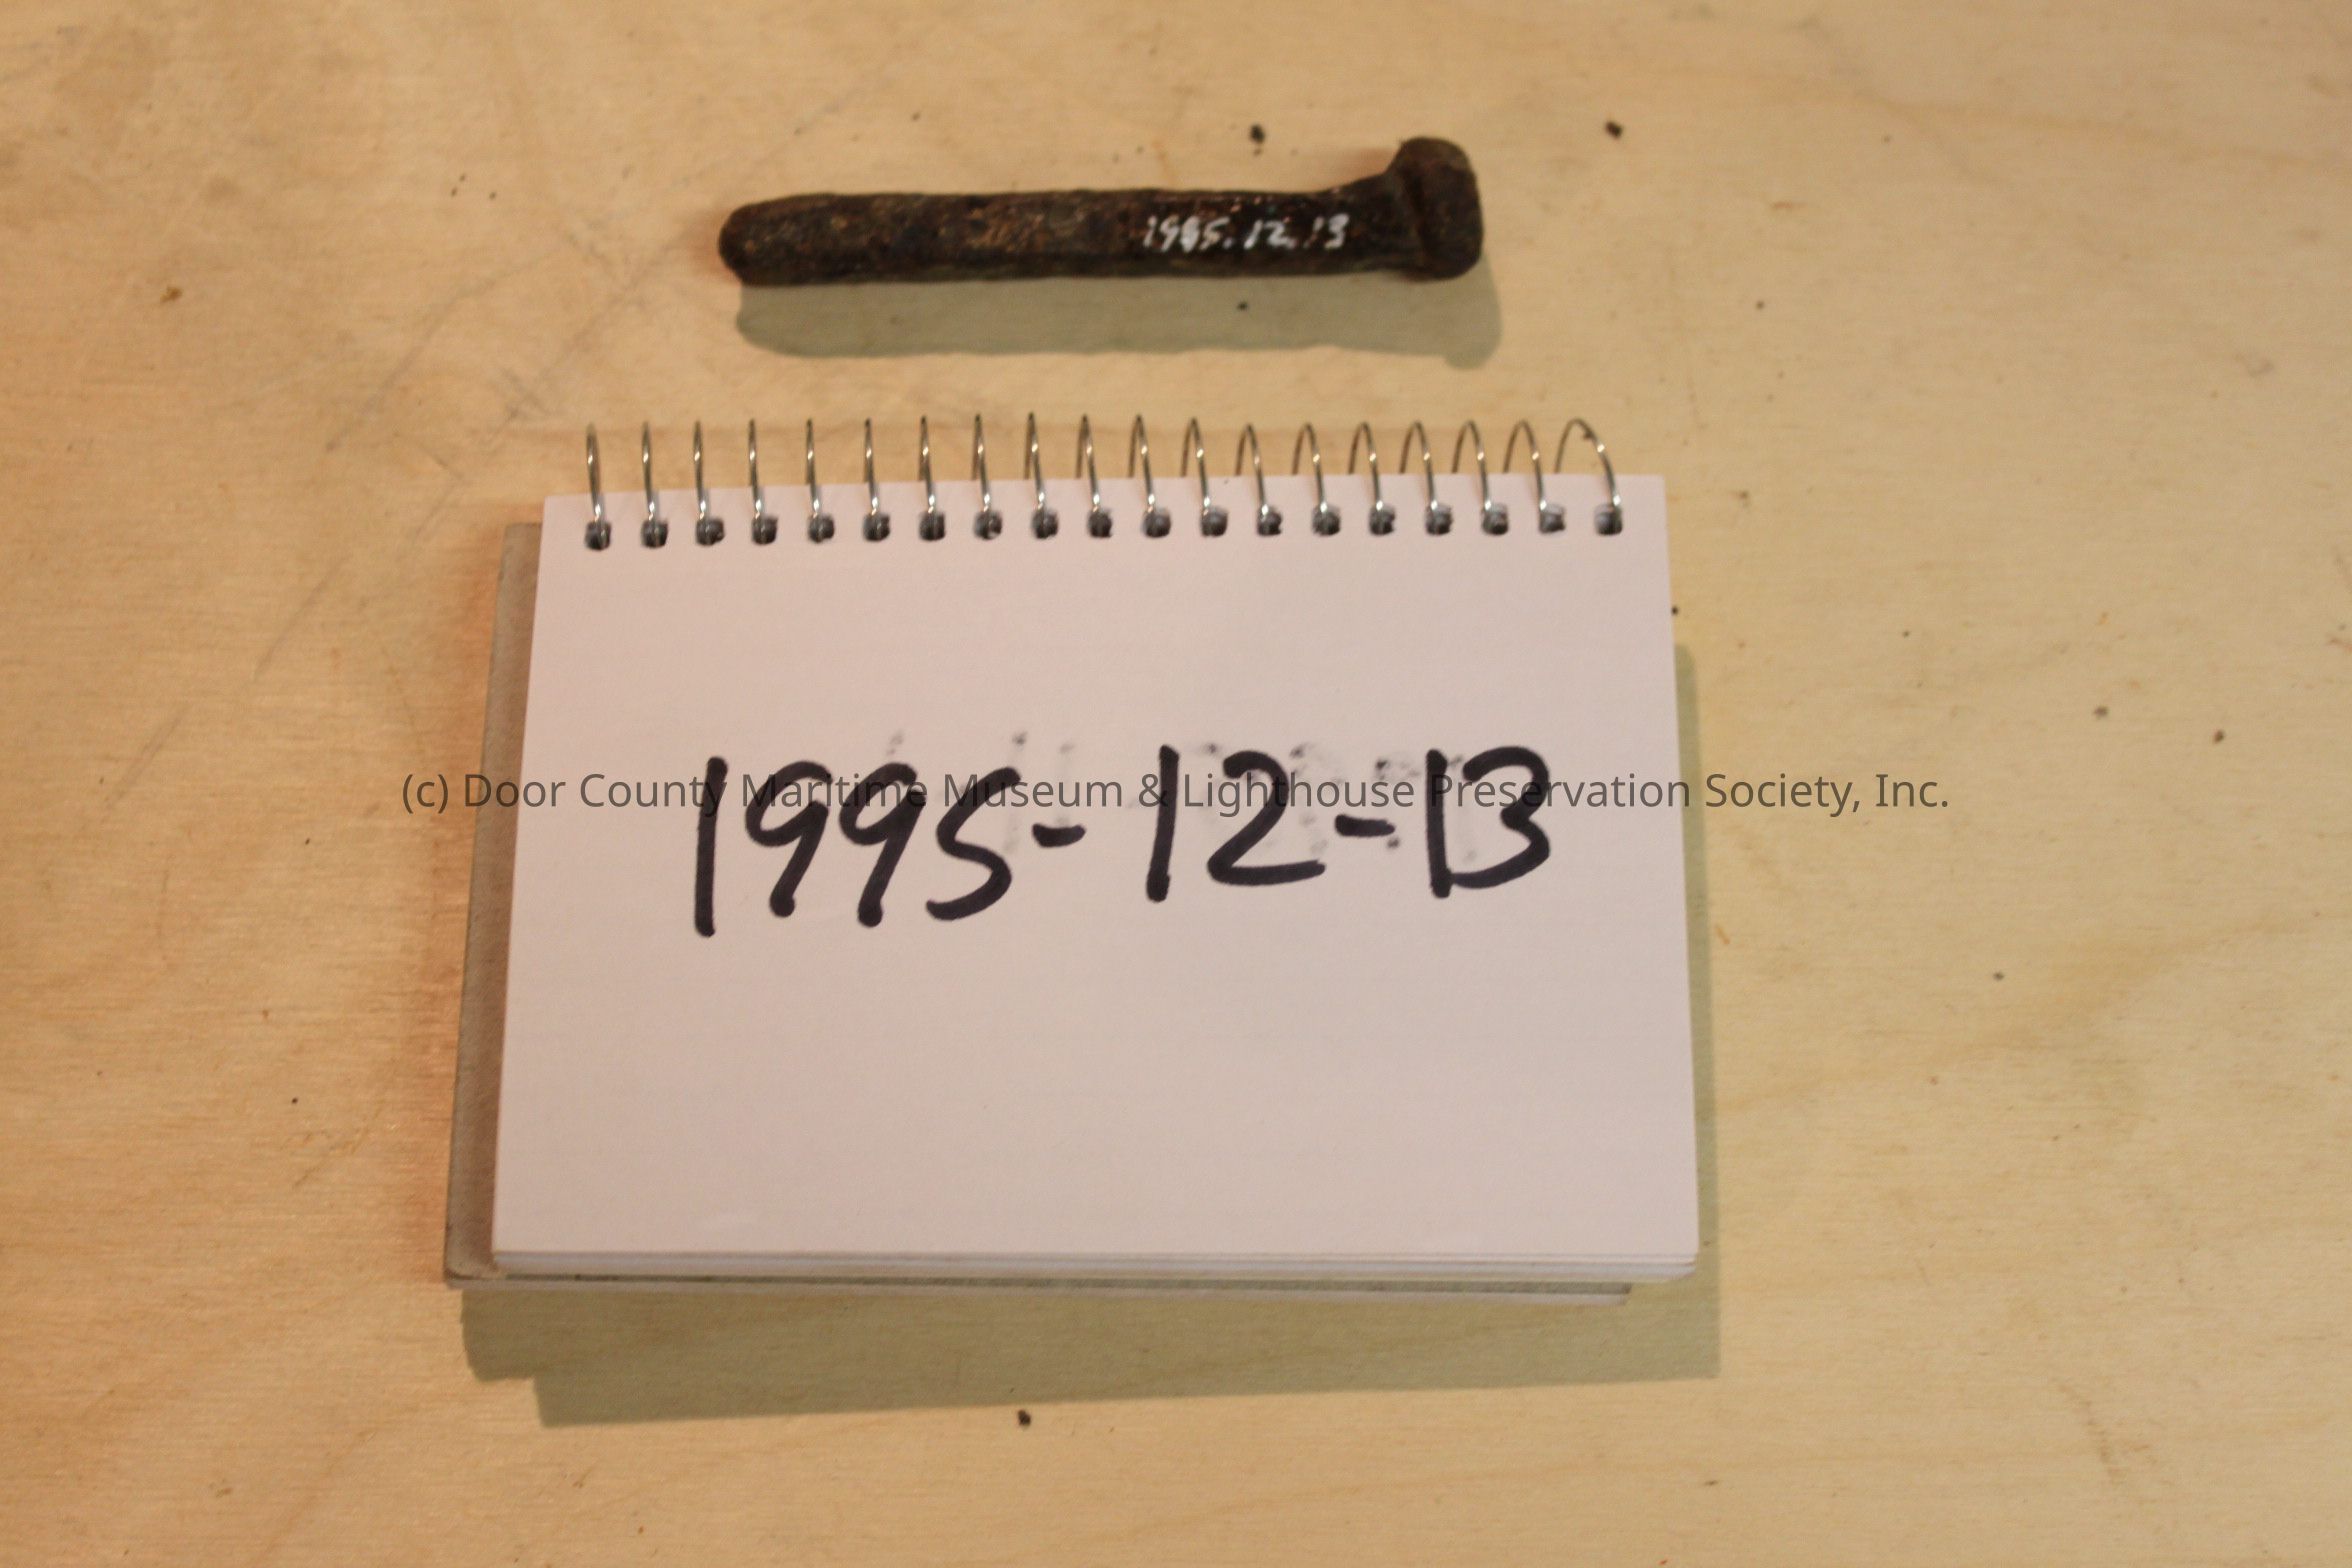 1995.12.13
1995-12-13
(c) Door County Maritime Museum & Lighthouse Preservation Society, Inc.